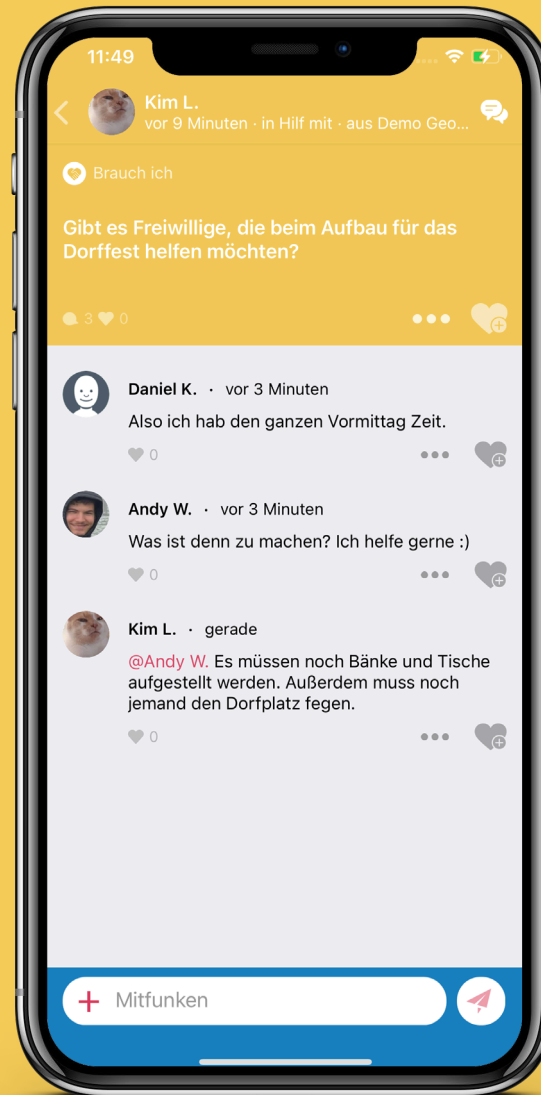 11:49
Kim L.
vor 9 Minuten · in Hilf mit · aus Demo Geo...
Brauch ich
Gibt es Freiwillige, die beim Aufbau für das
Dorffest helfen möchten?
3 0
Daniel K. · vor 3 Minuten
Also ich hab den ganzen Vormittag Zeit.
0
Andy W. · vor 3 Minuten
Was ist denn zu machen? Ich helfe gerne :)
0
Kim L. · gerade
@Andy W. Es müssen noch Bänke und Tische
aufgestellt werden. Außerdem muss noch
jemand den Dorfplatz fegen.
0
Mitfunken